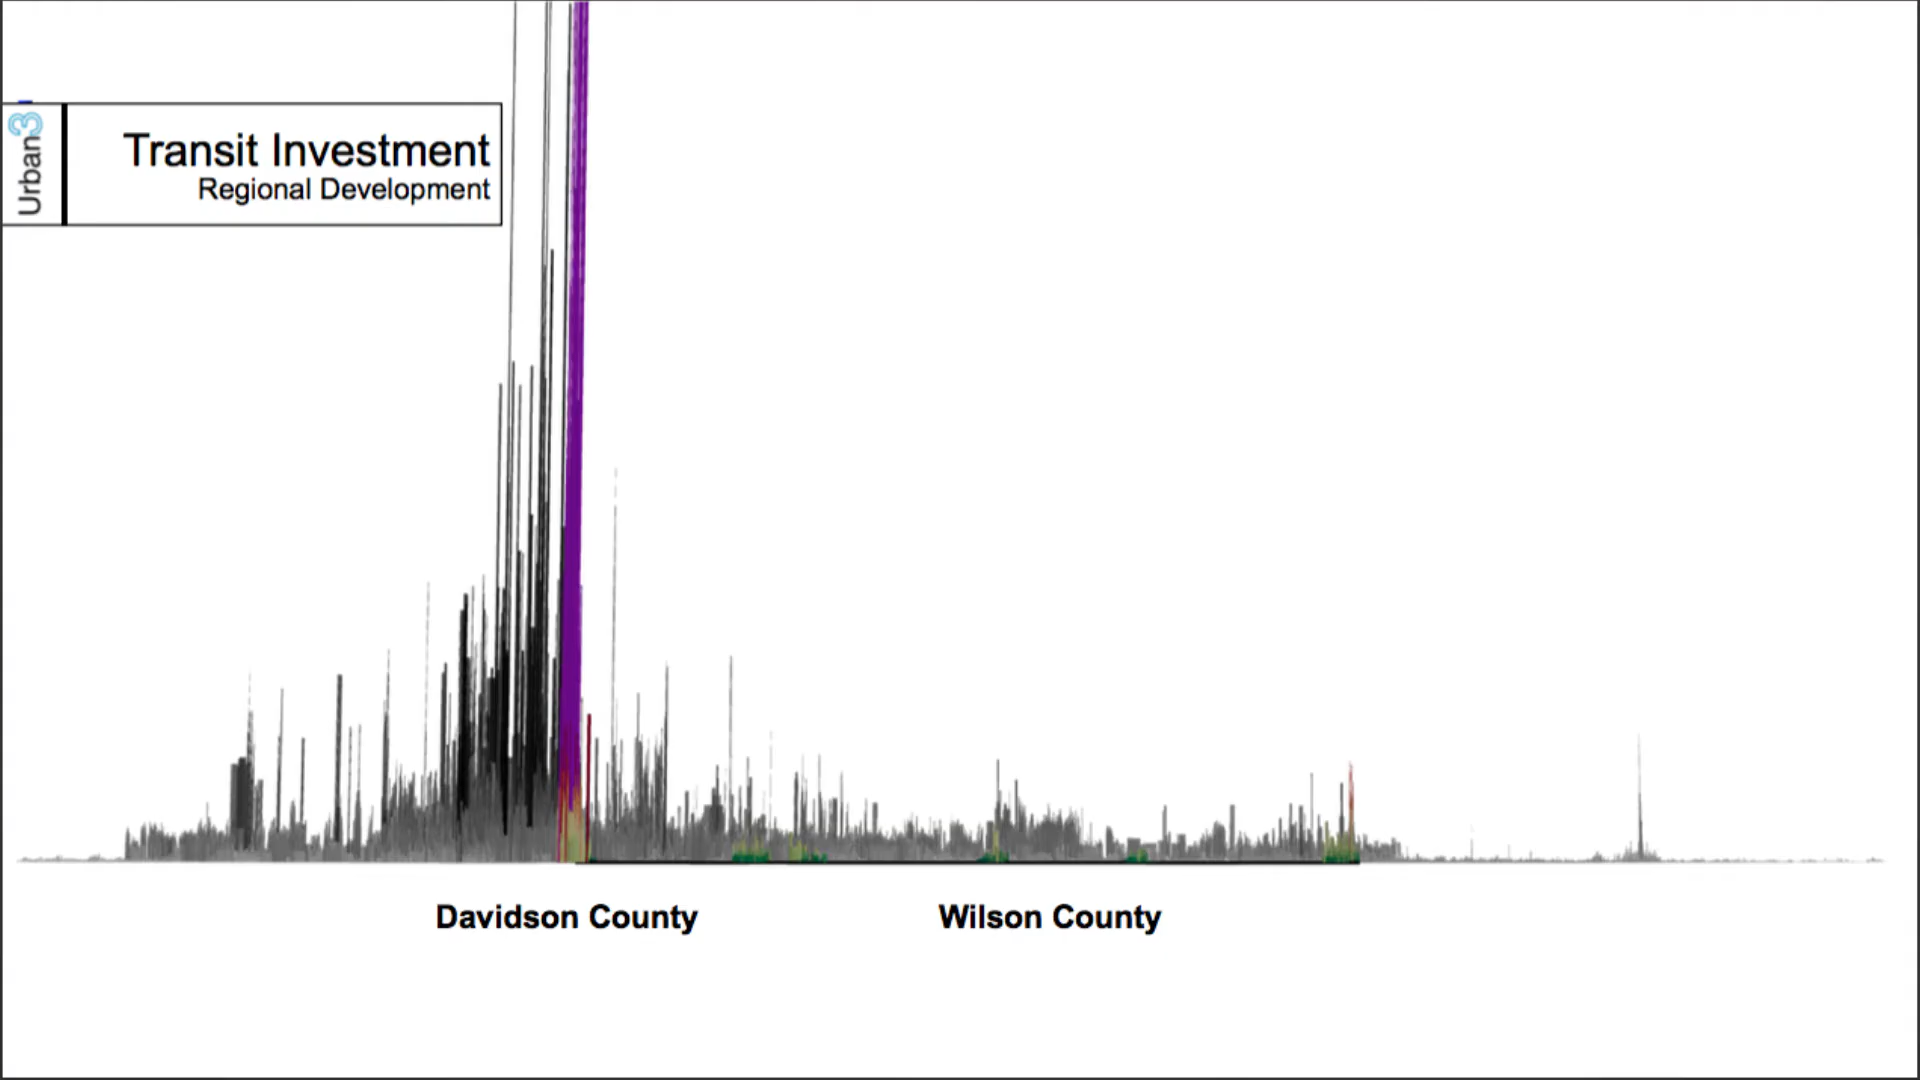 Urban3
Transit Investment
Regional Development
Davidson County
Wilson County